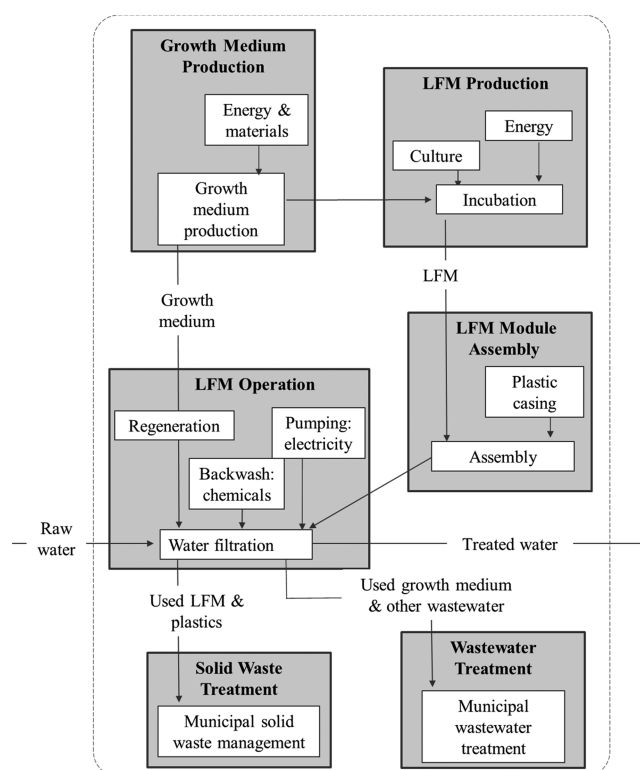 Growth Medium
Production
Energy &
materials
Growth
medium
production
LFM Production
Energy
Culture
Incubation
LFM
Growth
medium
LFM Module
Assembly
Plastic
casing
Assembly
LFM Operation
Regeneration
Pumping:
electricity
Backwash:
chemicals
Raw
water
Water filtration
Treated water
Used LFM &
plastics
Used growth medium
& other wastewater
Solid Waste
Treatment
Municipal solid
waste management
Wastewater
Treatment
Municipal
wastewater
treatment